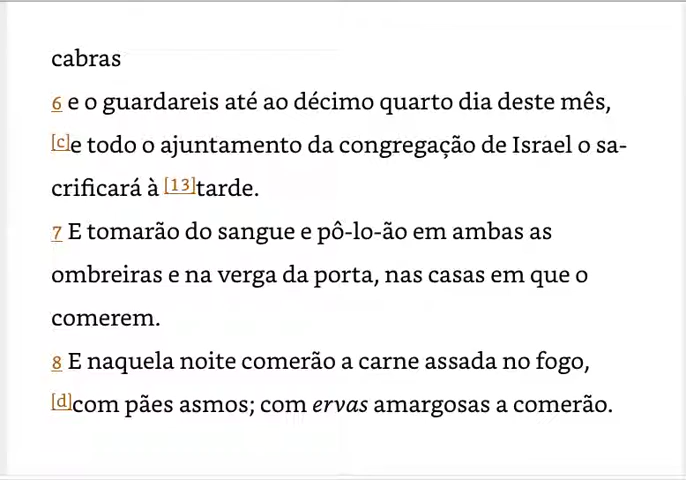 cabras
6 e o guardareis até ao décimo quarto dia deste mês,
[c]e todo o ajuntamento da congregação de Israel o sa-
crificará à [13]tarde.
7 E tomarão do sangue e pô-lo-ão em ambas as
ombreiras e na verga da porta, nas casas em que o
comerem.
8 E naquela noite comerão a carne assada no fogo,
[d]com pães asmos; com ervas amargosas a comerão.